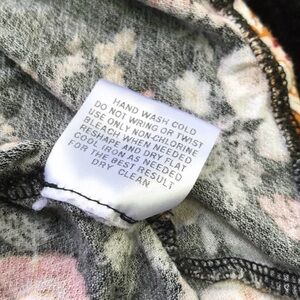 HAND WASH COLD
DO NOT WRING OR TWIST
USE ONLY NON-CHLORINE
BLEACH WHEN NEEDED
RESHAPE AND DRY FLAT
COOL IRON AS NEEDED
FOR THE BEST RESULT
DRY CLEAN